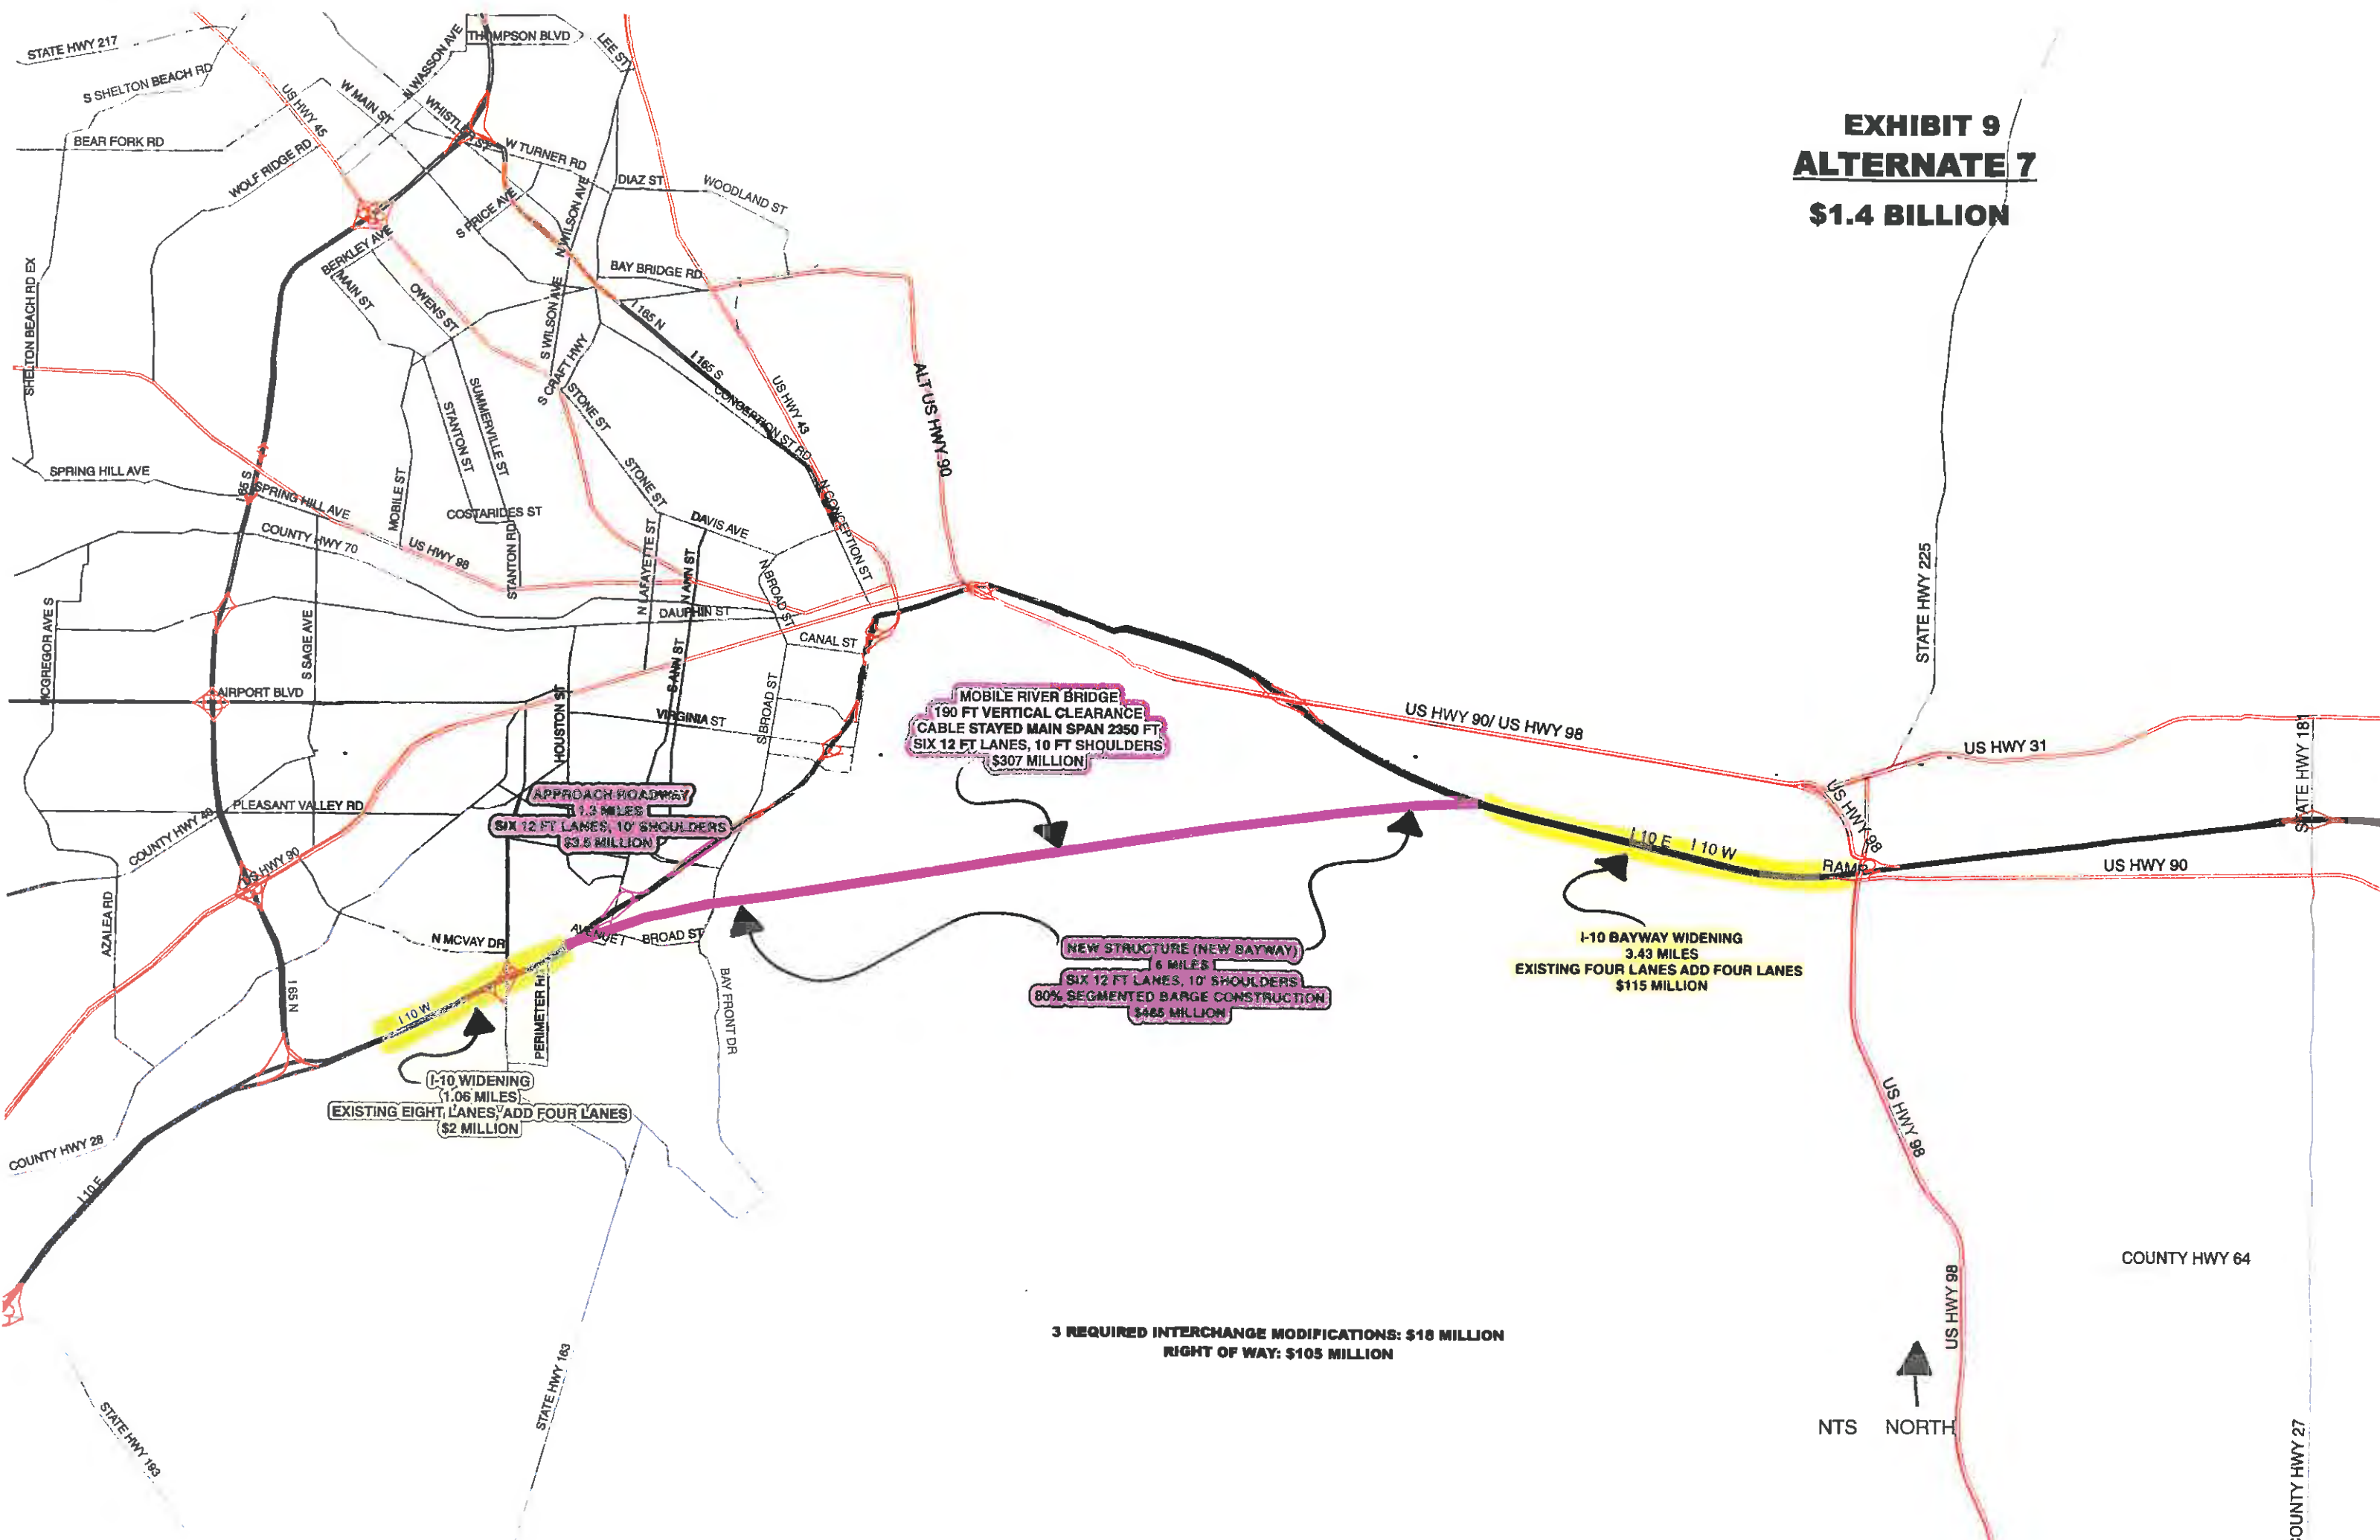 STATE HWY 217
S SHELTON BEACH RD
BEAR FORK RD
WOLF RIDGE RD
US HWY 45
W MAIN ST
N WASSON AVE
WHISTLER ST
THOMPSON BLVD
LEE ST
W TURNER RD
DIAZ ST
WOODLAND ST
S PRICE AVE
N WILSON AVE
BERKLEY AVE
MAIN ST
OWENS ST
BAY BRIDGE RD
S WILSON AVE
S CRAFT HWY
I 165 N
I 165 S
CONCEPTION ST RD
US HWY 43
ALT US HWY 90
EXHIBIT 9
ALTERNATE 7
$1.4 BILLION
SHELTON BEACH RD EX
SPRING HILL AVE
I 65 S
SPRING HILL AVE
COUNTY HWY 70
MOBILE ST
STANTON ST
SUMMERVILLE ST
COSTARIDES ST
STANTON RD
US HWY 98
STONE ST
STONE ST
DAVIS AVE
N LAFAYETTE ST
N ANN ST
N BROAD ST
N CONCEPTION ST
DAUPHIN ST
CANAL ST
STATE HWY 225
MCGREGOR AVE S
S SAGE AVE
AIRPORT BLVD
HOUSTON ST
S ANN ST
VIRGINIA ST
S BROAD ST
MOBILE RIVER BRIDGE
190 FT VERTICAL CLEARANCE
CABLE STAYED MAIN SPAN 2350 FT
SIX 12 FT LANES, 10 FT SHOULDERS
$307 MILLION
US HWY 90/ US HWY 98
US HWY 31
STATE HWY 181
PLEASANT VALLEY RD
COUNTY HWY 40
US HWY 90
APPROACH ROADWAY
1.3 MILES
SIX 12 FT LANES, 10' SHOULDERS
$3.5 MILLION
I 10 E
I 10 W
US HWY 98
RAMP
US HWY 90
AZALEA RD
N MCVAY DR
AVENUE I
BROAD ST
NEW STRUCTURE (NEW BAYWAY)
6 MILES
SIX 12 FT LANES, 10' SHOULDERS
80% SEGMENTED BARGE CONSTRUCTION
MILLION
I-10 BAYWAY WIDENING
3.43 MILES
EXISTING FOUR LANES ADD FOUR LANES
$115 MILLION
I 65 N
I 10 W
PERIMETER
BAY FRONT DR
I-10 WIDENING
1.06 MILES
EXISTING EIGHT LANES, ADD FOUR LANES
$2 MILLION
COUNTY HWY 28
I 10 E
US HWY 98
COUNTY HWY 64
US HWY 98
3 REQUIRED INTERCHANGE MODIFICATIONS: $18 MILLION
RIGHT OF WAY: $105 MILLION
STATE HWY 193
STATE HWY 163
NTS NORTH
COUNTY HWY 27